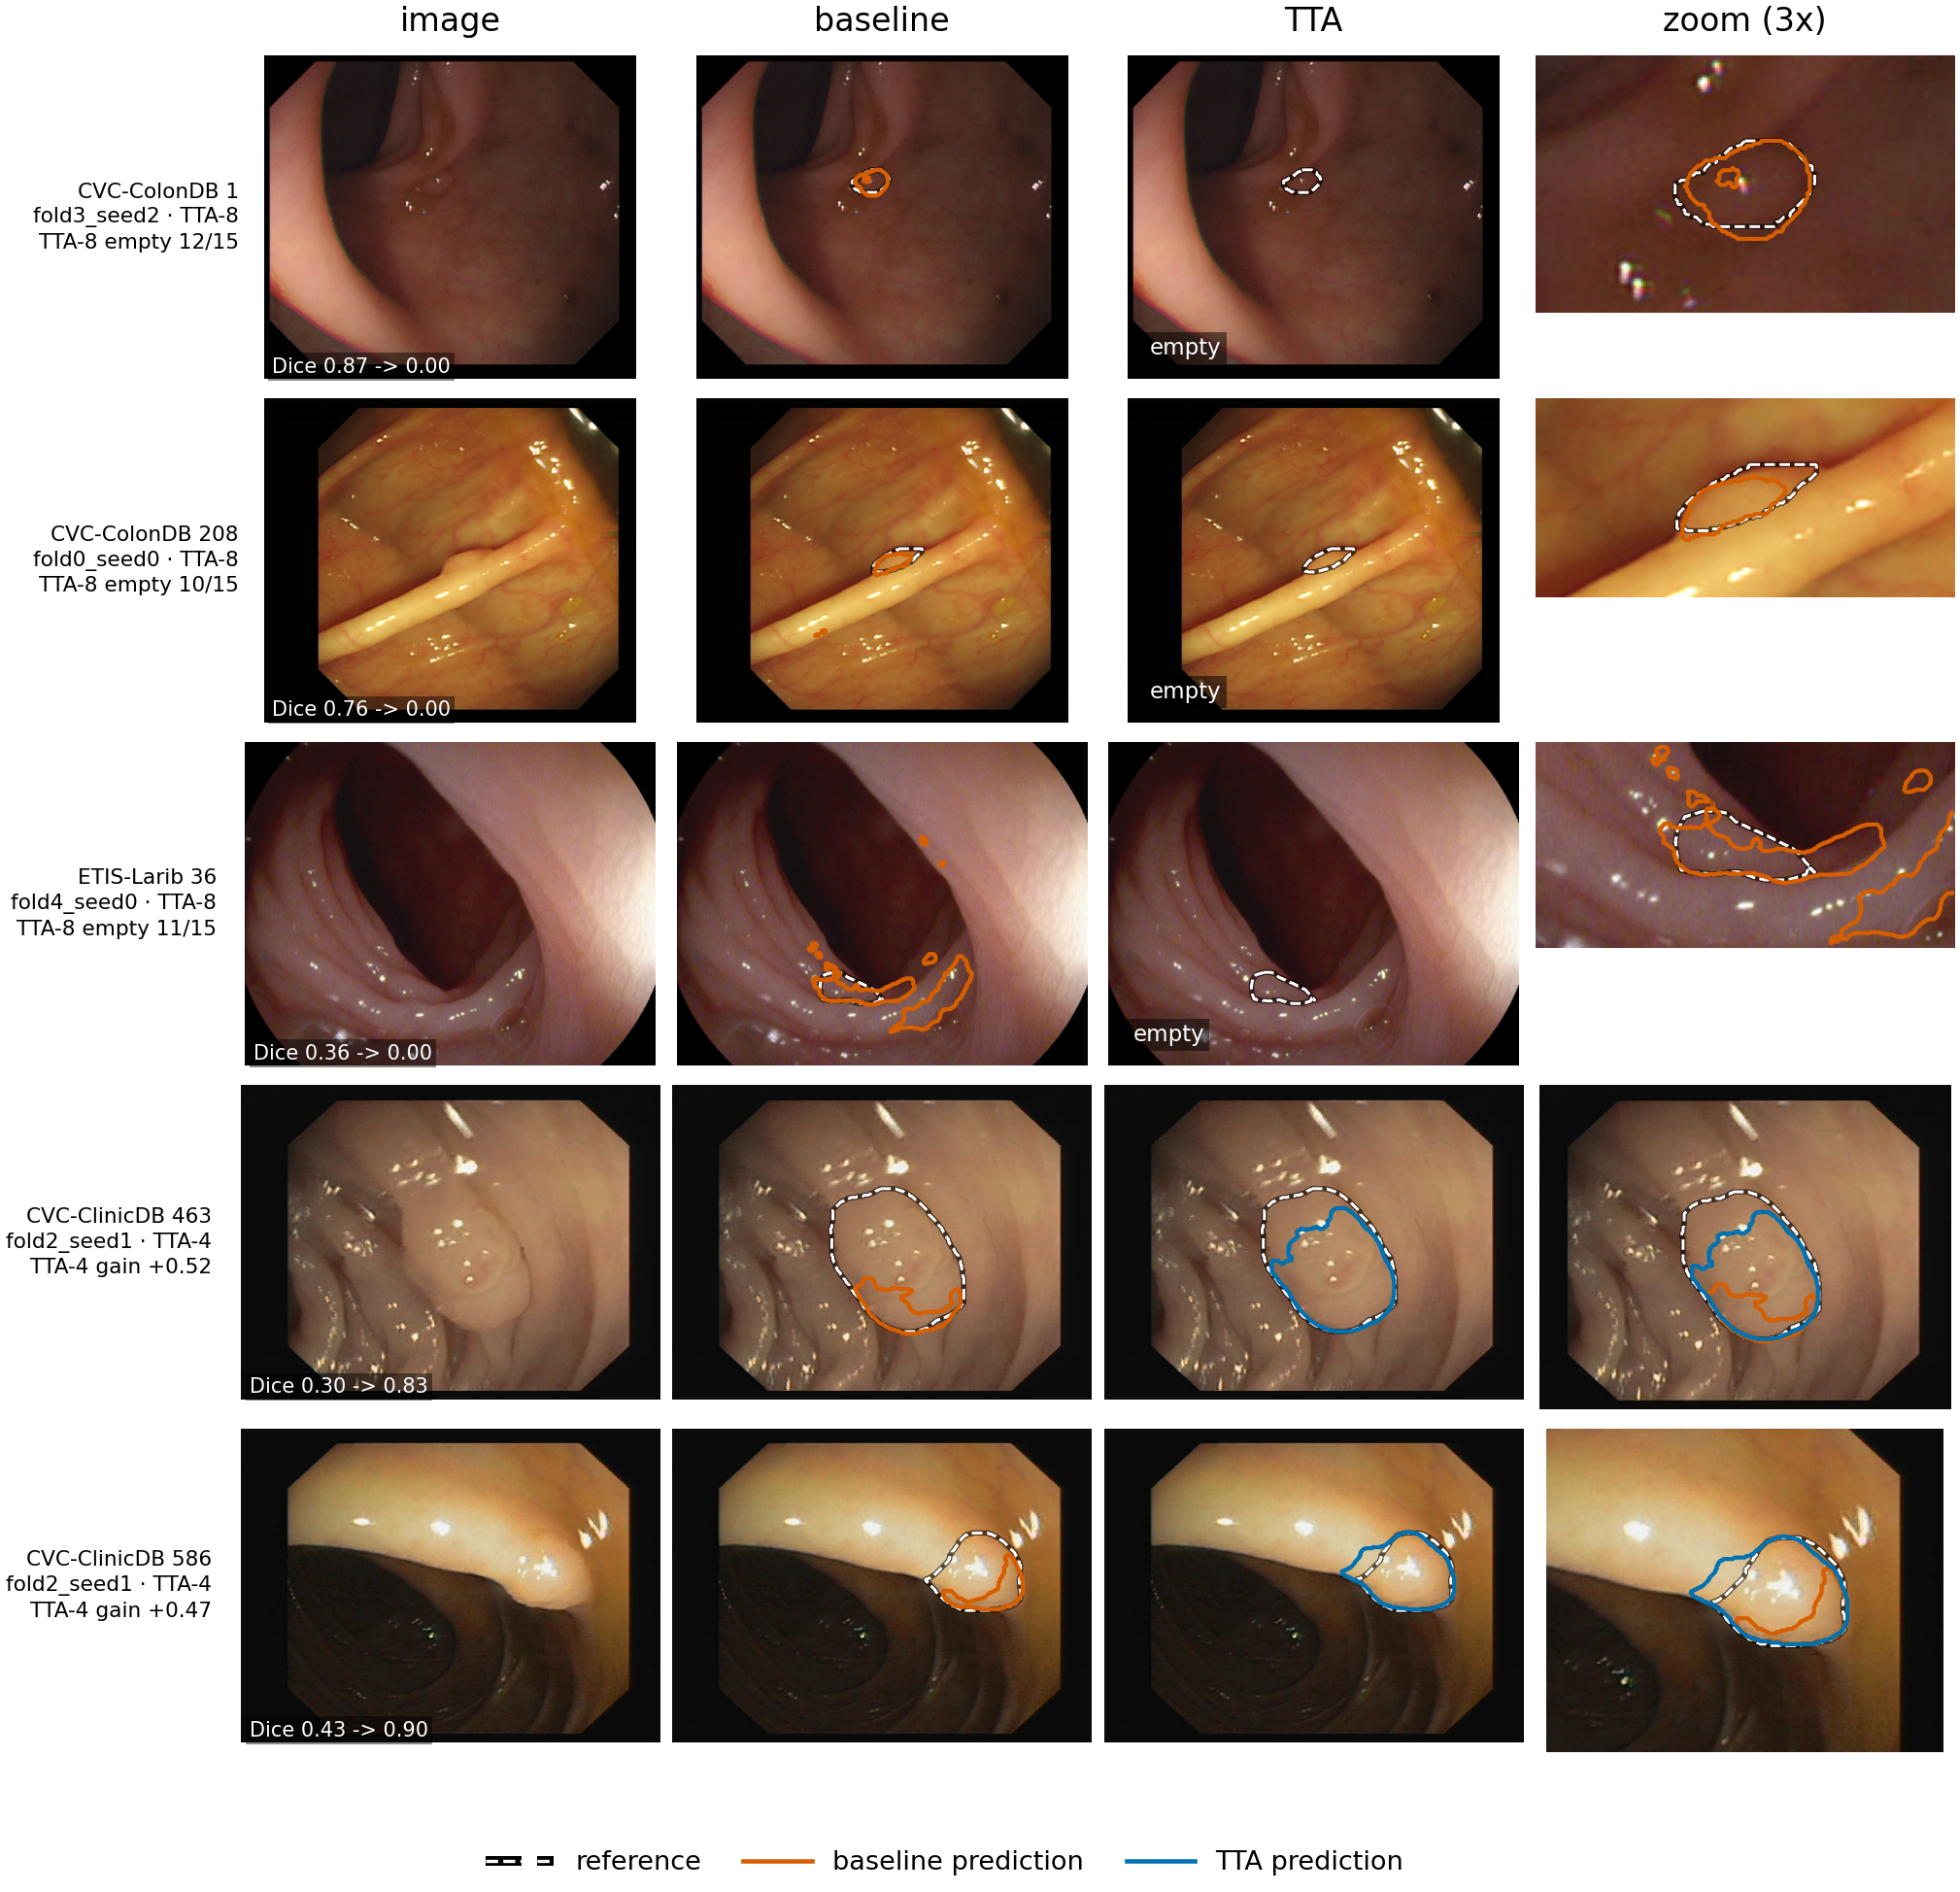 image baseline TTA zoom (3x)
CVC-ColonDB 1
fold3_seed2 · TTA-8
TTA-8 empty 12/15
Dice 0.87 -> 0.00
empty
CVC-ColonDB 208
fold0_seed0 · TTA-8
TTA-8 empty 10/15
Dice 0.76 -> 0.00
empty
ETIS-Larib 36
fold4_seed0 · TTA-8
TTA-8 empty 11/15
Dice 0.36 -> 0.00
empty
CVC-ClinicDB 463
fold2_seed1 · TTA-4
TTA-4 gain +0.52
Dice 0.30 -> 0.83
CVC-ClinicDB 586
fold2_seed1 · TTA-4
TTA-4 gain +0.47
Dice 0.43 -> 0.90
reference baseline prediction TTA prediction